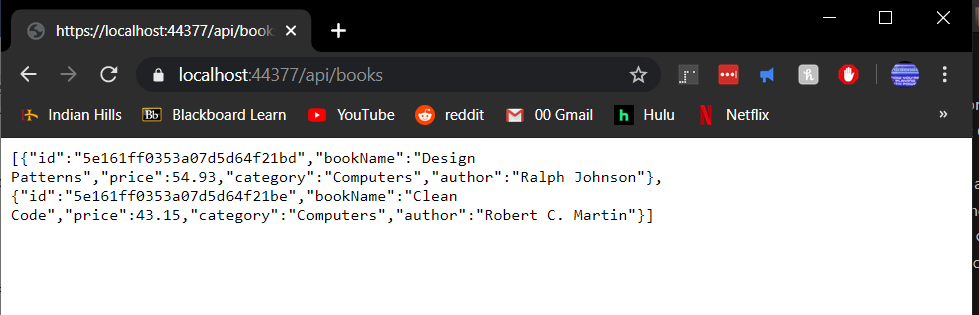 https://localhost:44377/api/book
localhost:44377/api/books
Indian Hills Bb Blackboard Learn YouTube reddit 00 Gmail h Hulu N Netflix »
[{"id":"5e161ff0353a07d5d64f21bd","bookName":"Design
Patterns","price":54.93,"category":"Computers","author":"Ralph Johnson"},
{"id":"5e161ff0353a07d5d64f21be","bookName":"Clean
Code","price":43.15,"category":"Computers","author":"Robert C. Martin"}]